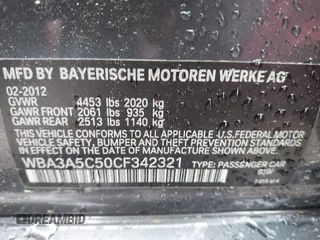 MFD BY BAYERISCHE MOTOREN WERKE AG
02-2012
GVWR 4453 lbs 2020 kg
GAWR FRONT 2061 lbs 935 kg
GAWR REAR 2513 lbs 1140 kg
THIS VEHICLE CONFORMS TO ALL APPLICABLE U.S. FEDERAL MOTOR
VEHICLE SAFETY, BUMPER, AND THEFT PREVENTION STANDARDS
IN EFFECT ON THE DATE OF MANUFACTURE SHOWN ABOVE.
WBA3A5C50CF342321 TYPE: PASSENGER CAR
DREAMBID